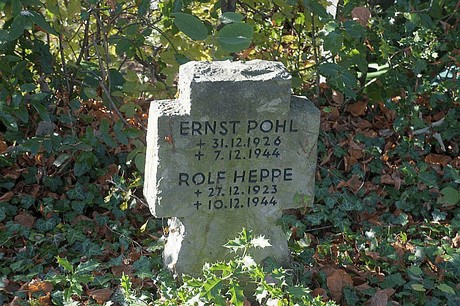 ERNST POHL
+ 31.12.1926
+ 7.12.1944
ROLF HEPPE
+ 27.12.1923
+ 10.12.1944